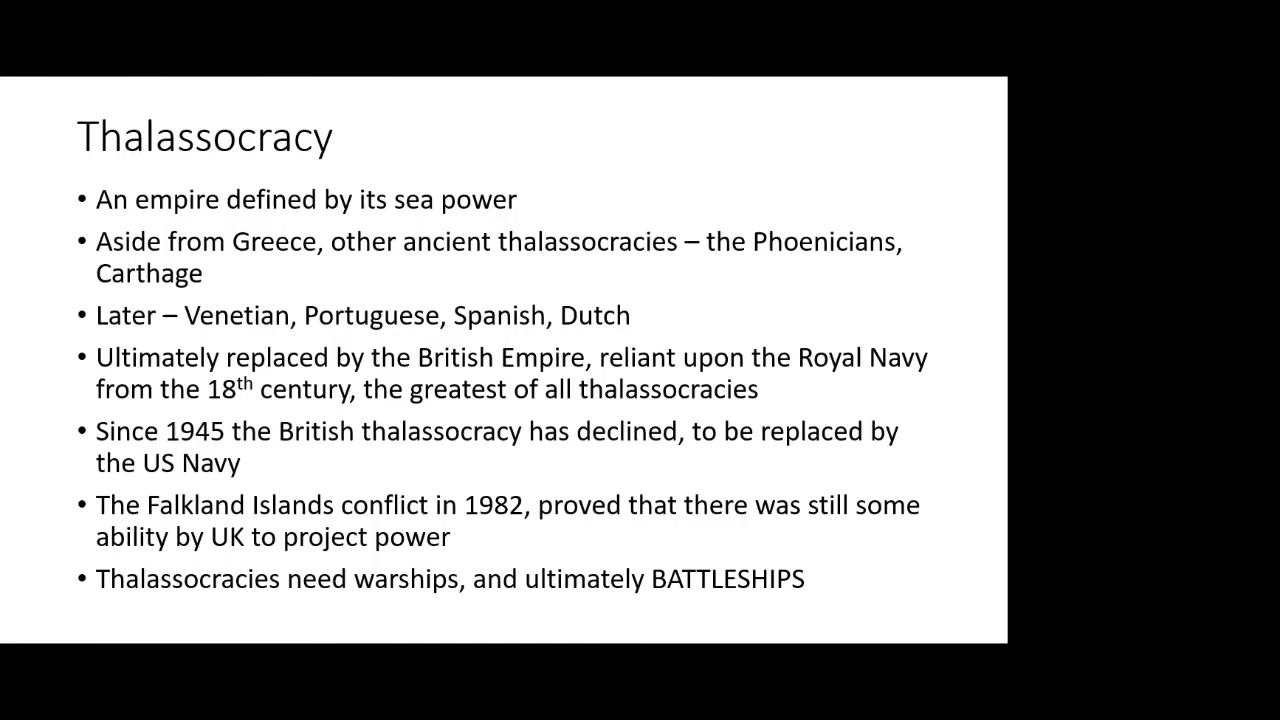 Thalassocracy
• An empire defined by its sea power
• Aside from Greece, other ancient thalassocracies – the Phoenicians,
Carthage
• Later – Venetian, Portuguese, Spanish, Dutch
• Ultimately replaced by the British Empire, reliant upon the Royal Navy
from the 18th century, the greatest of all thalassocracies
• Since 1945 the British thalassocracy has declined, to be replaced by
the US Navy
• The Falkland Islands conflict in 1982, proved that there was still some
ability by UK to project power
• Thalassocracies need warships, and ultimately BATTLESHIPS